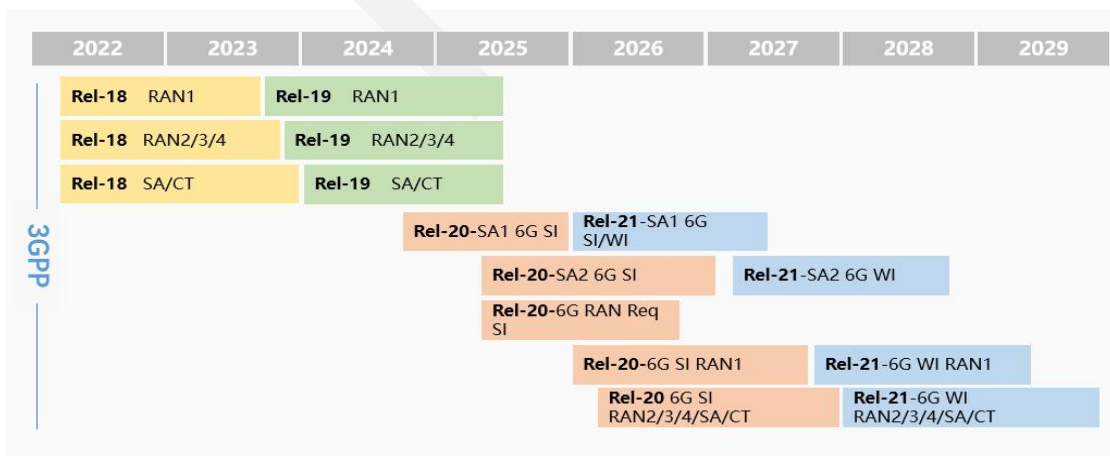 2022 2023 2024 2025 2026 2027 2028 2029
Rel-18 RAN1 Rel-19 RAN1
Rel-18 RAN2/3/4 Rel-19 RAN2/3/4
Rel-18 SA/CT Rel-19 SA/CT
3GPP
Rel-20-SA1 6G SI
Rel-21-SA1 6G
SI/WI
Rel-20-SA2 6G SI Rel-21-SA2 6G WI
Rel-20-6G RAN Req
SI
Rel-20-6G SI RAN1 Rel-21-6G WI RAN1
Rel-20 6G SI
RAN2/3/4/SA/CT
Rel-21-6G WI
RAN2/3/4/SA/CT